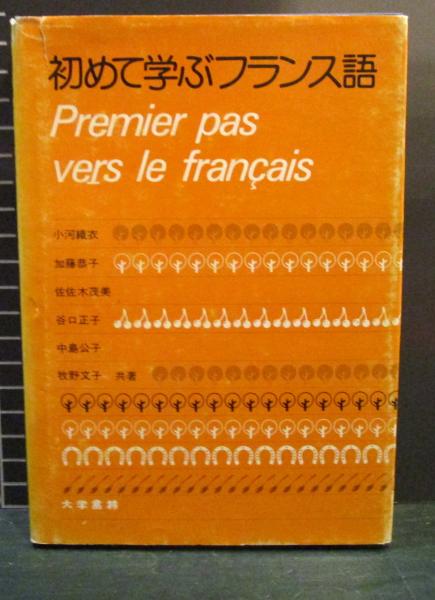 初めて学ぶフランス語
Premier pas
vers le français
小河織衣
加藤恭子
佐佐木茂美
谷口正子
中島公子
牧野文子 共著
大学書林